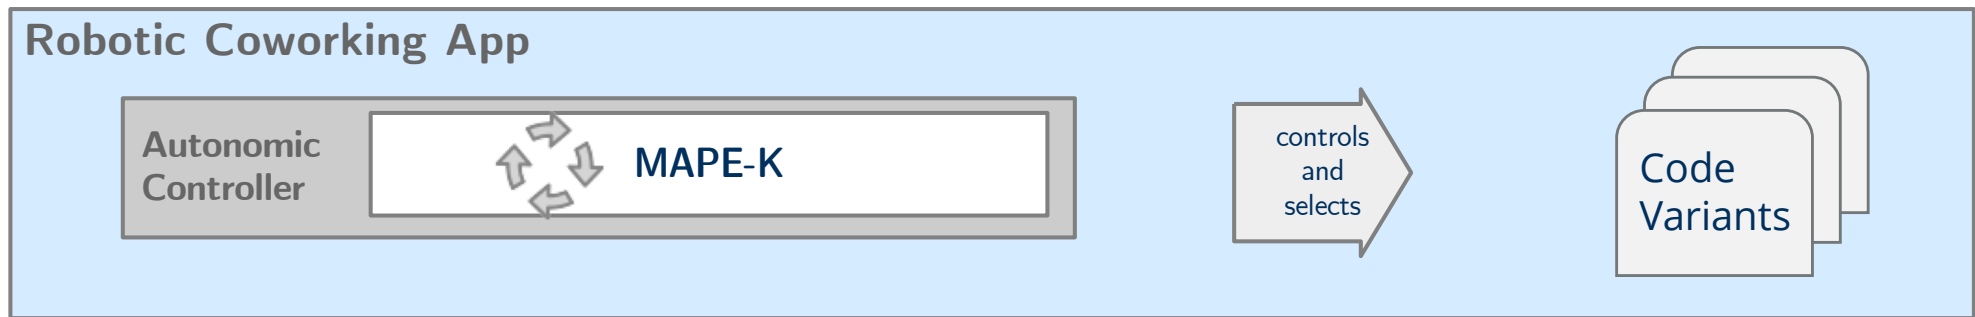 Robotic Coworking App
Autonomic
Controller
MAPE-K
controls
and
selects
Code
Variants